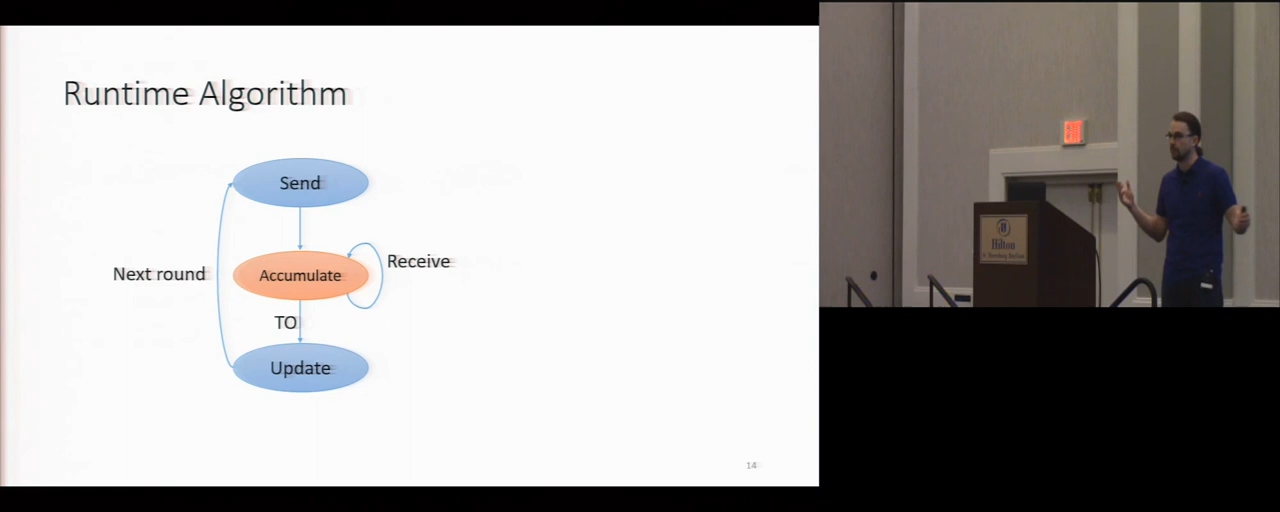 Runtime Algorithm
Send
Accumulate
Receive
Next round
TO
Update
14
Hilton